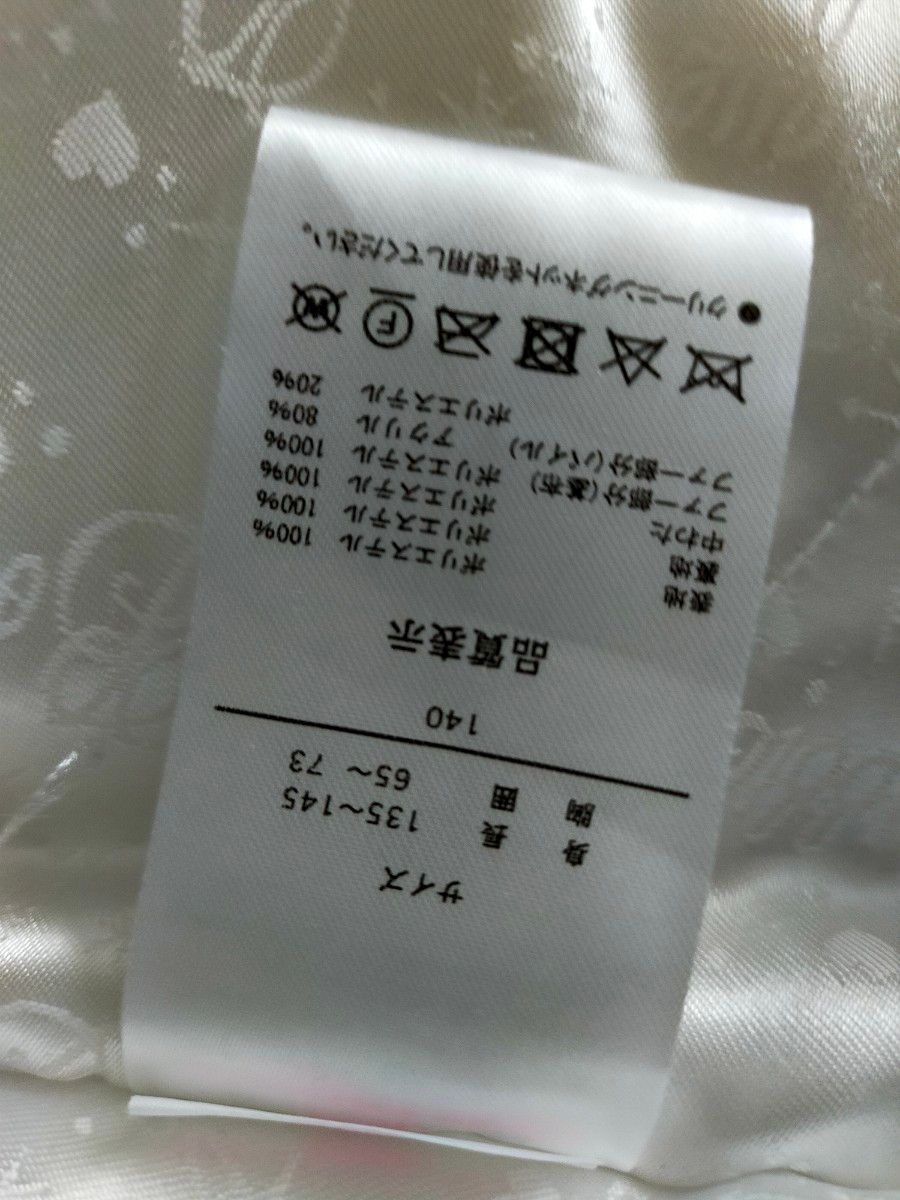 サイズ
身 長 135～145
胸 囲 65～ 73
140
品質表示
表地 ポリエステル 100%
裏地 ポリエステル 100%
中わた ポリエステル 100%
ファー部分(基布) ポリエステル 100%
ファー部分(パイル) アクリル 80%
ポリエステル 20%
F W
●クリーニングネットを使用してください。